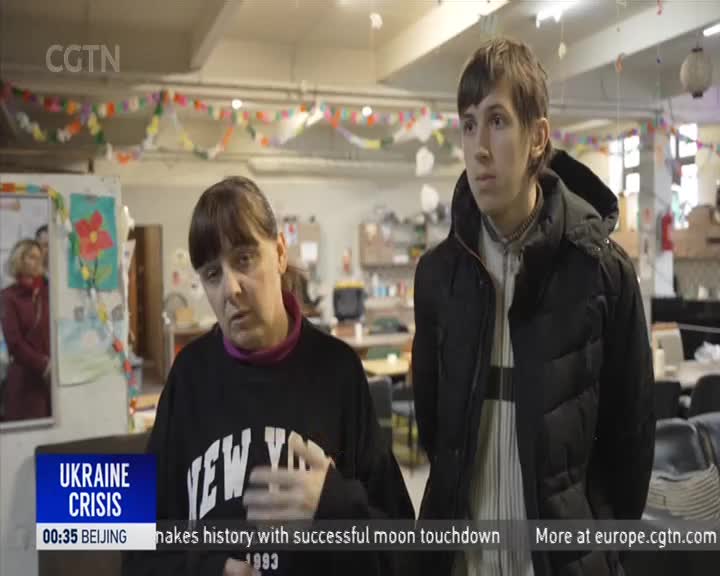 CGTN
NEW YORK
1993
UKRAINE
CRISIS
00:35 BEIJING
makes history with successful moon touchdown
More at europe.cgtn.com